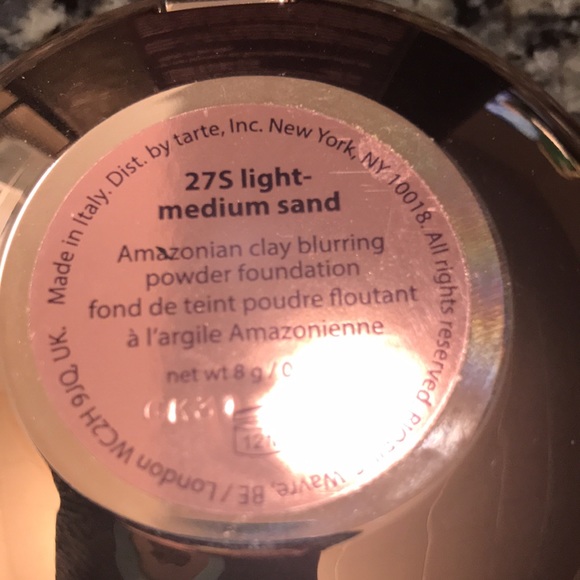 27S light-
medium sand
Amazonian clay blurring
powder foundation
fond de teint poudre floutant
à l'argile Amazonienne
net wt 8 g /
Made in Italy. Dist. by tarte, Inc. New York, NY 10018. All rights reserved
Wavre, BE / London WC2H 9JQ, UK.